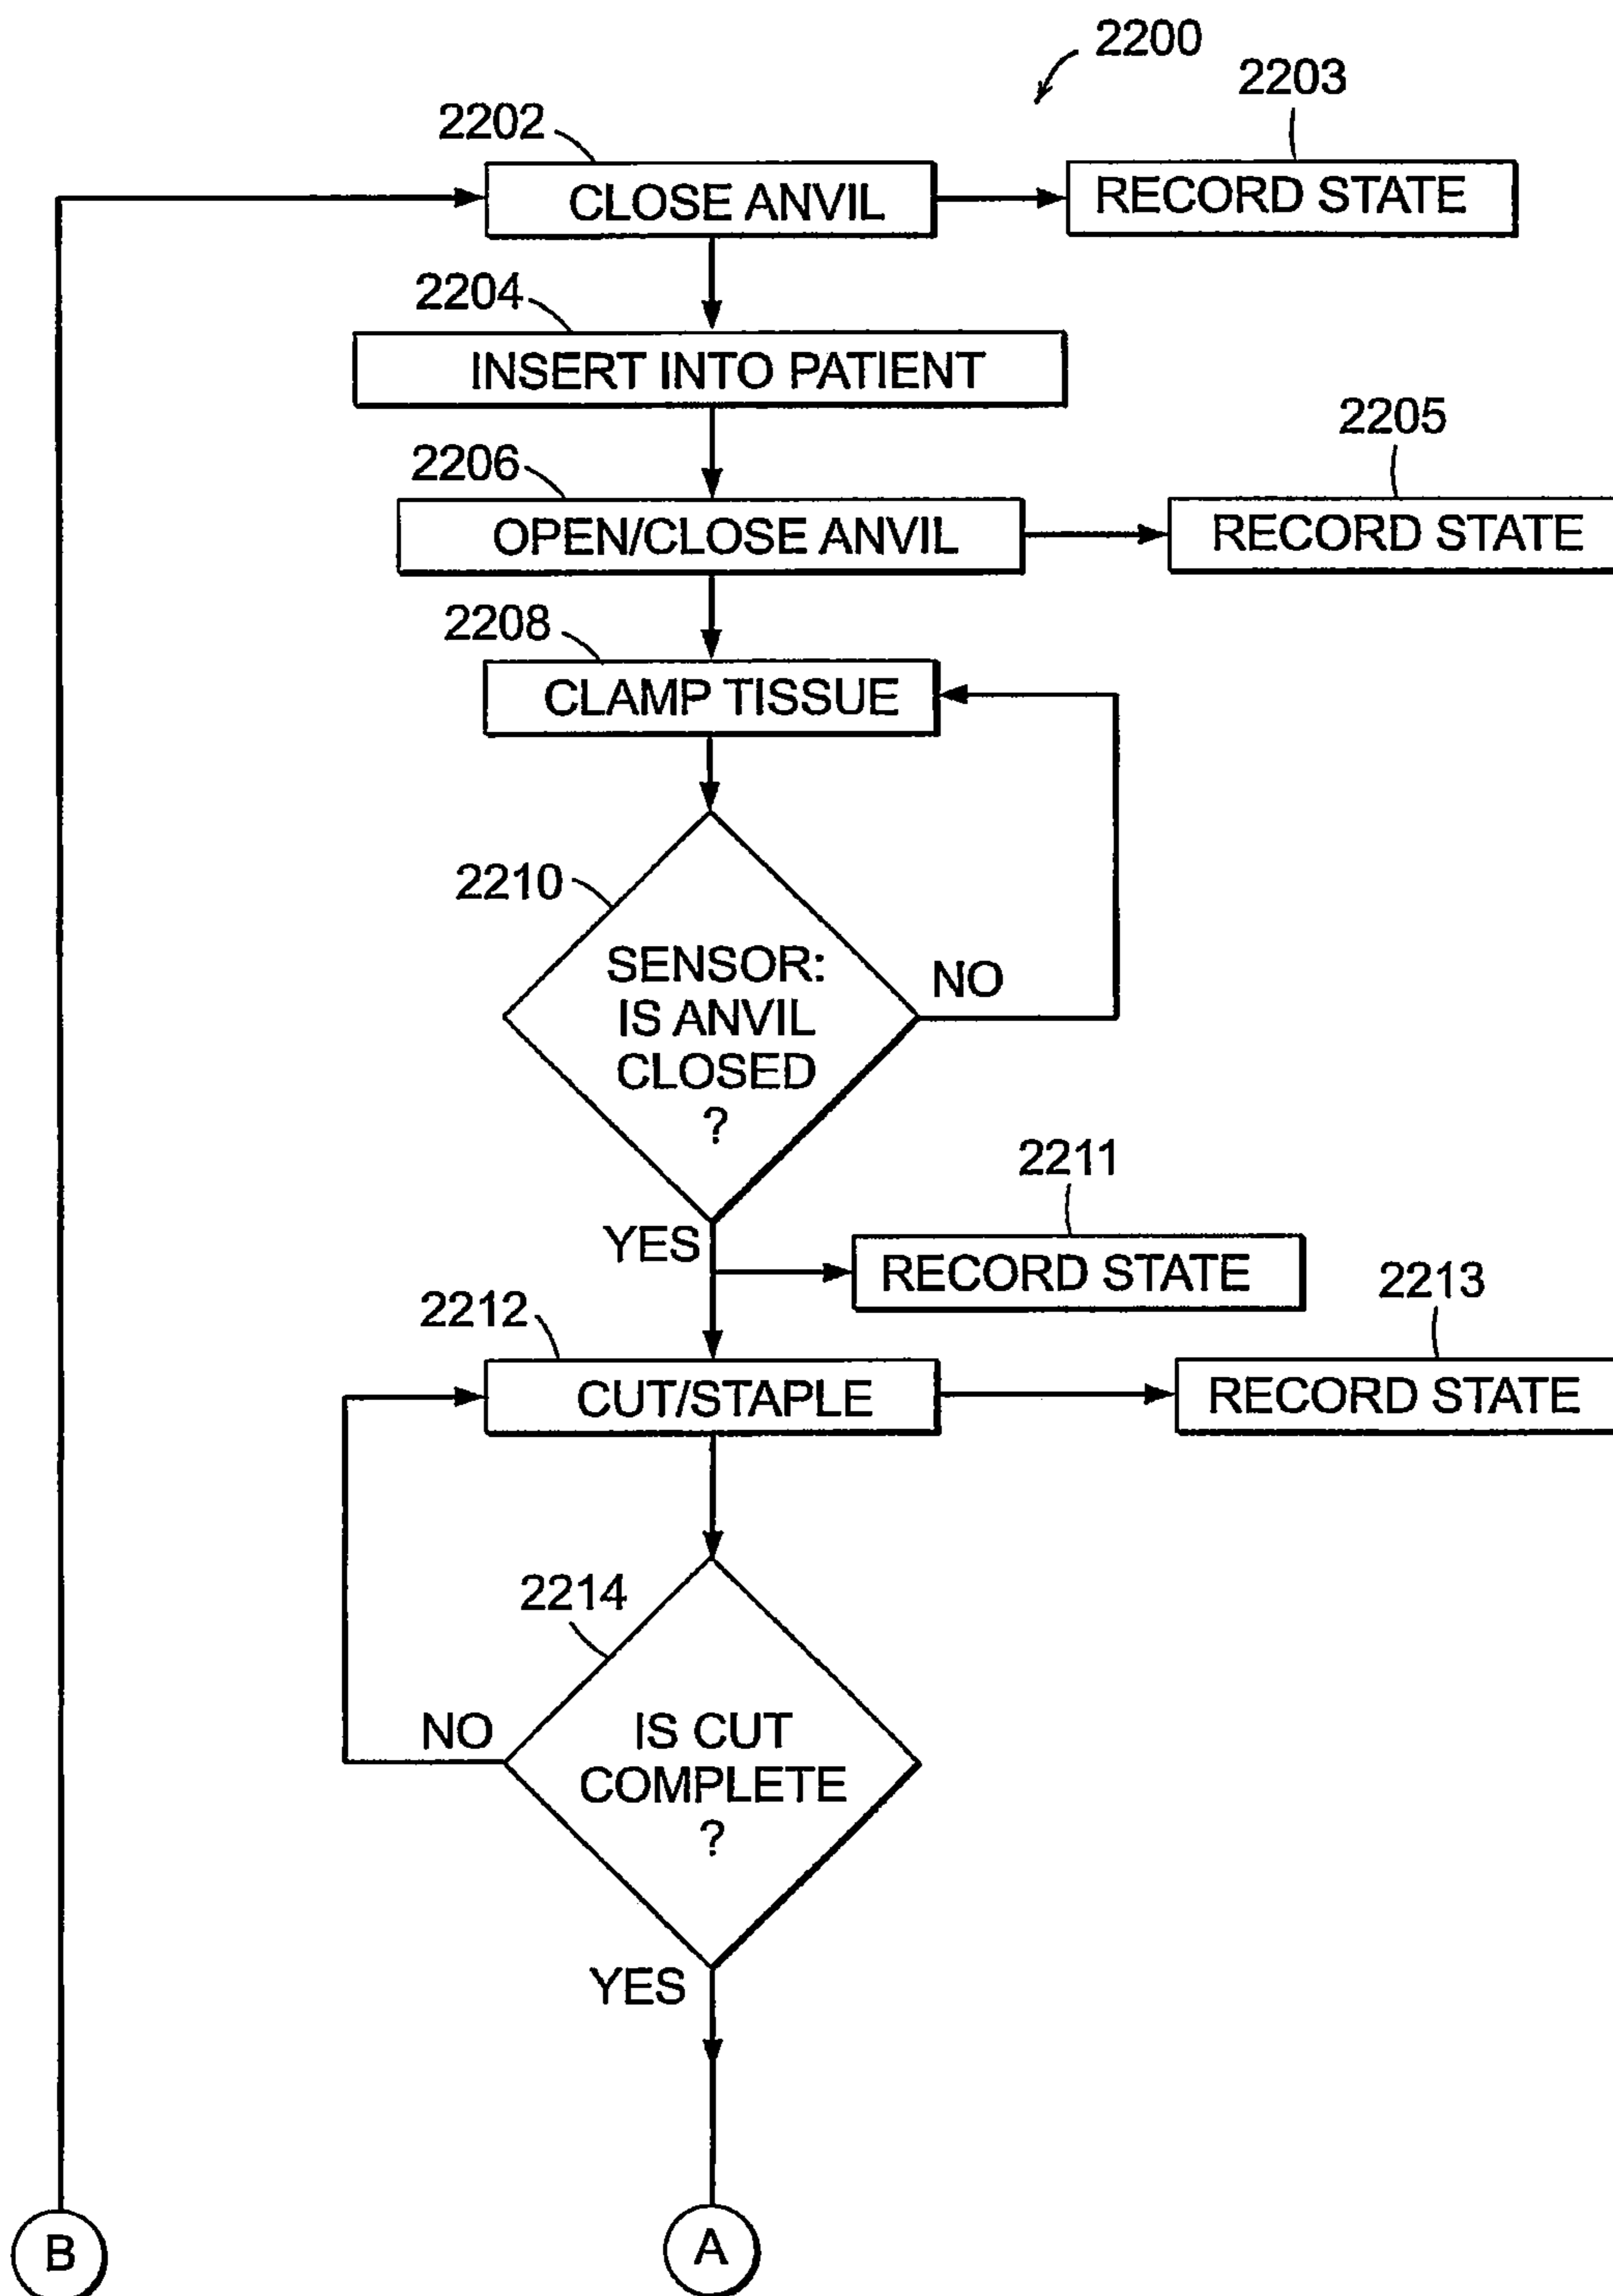 2200
2203
2202
CLOSE ANVIL
RECORD STATE
2204
INSERT INTO PATIENT
2205
2206
OPEN/CLOSE ANVIL
RECORD STATE
2208
CLAMP TISSUE
2210
SENSOR:
IS ANVIL
CLOSED
?
NO
2211
YES
RECORD STATE
2213
2212
CUT/STAPLE
RECORD STATE
2214
NO
IS CUT
COMPLETE
?
YES
B
A